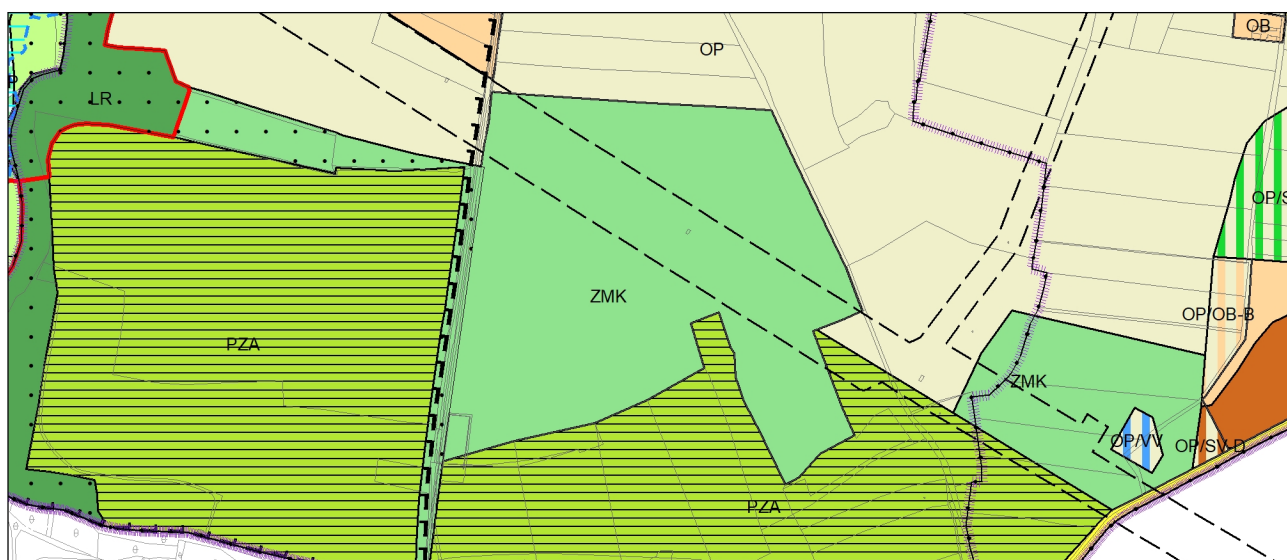 OB
OP
P
LR
OP/S
ZMK
OP/OB-B
PZA
ZMK
OP/VV
OP/SV-D
PZA